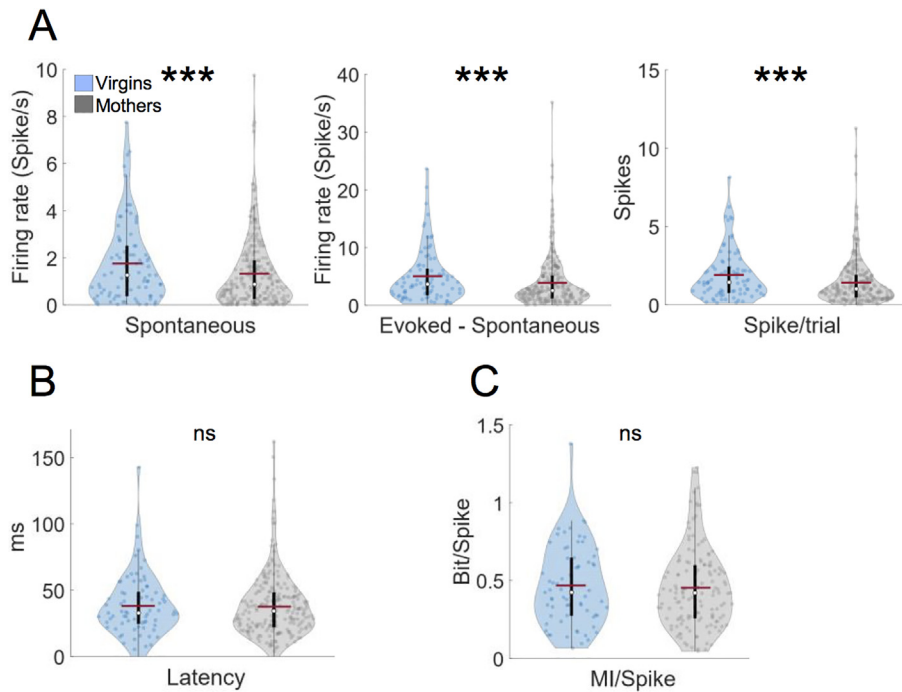 A
***
***
***
Virgins
Mothers
Firing rate (Spike/s)
10
8
6
4
2
0
Spontaneous
Firing rate (Spike/s)
40
30
20
10
0
Evoked - Spontaneous
Spikes
15
10
5
0
Spike/trial
B
ns
ms
150
100
50
0
Latency
C
ns
Bit/Spike
1.5
1
0.5
0
MI/Spike